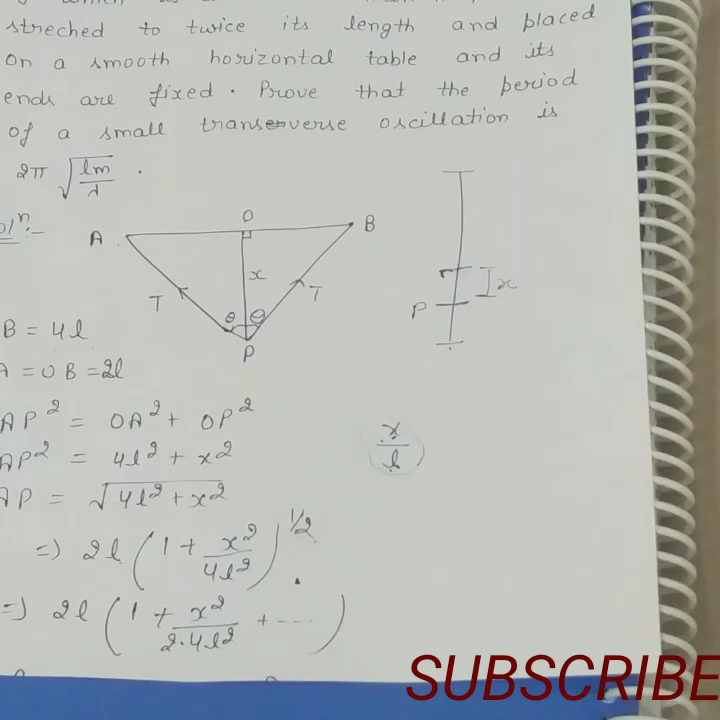 streched to twice its length and placed
on a smooth horizontal table and its
ends are fixed. Prove that the period
of a small transverse oscillation is
2π √(lm/λ) .
A O B
x
T T
θ θ
P
P x
B = 4l
A = OB = 2l
AP² = OA² + OP²
AP² = 4l² + x²
x/l
AP = √(4l² + x²)
=) 2l (1 + x²/4l²)^1/2
=) 2l (1 + x²/2·4l² + ---- )
SUBSCRIBE